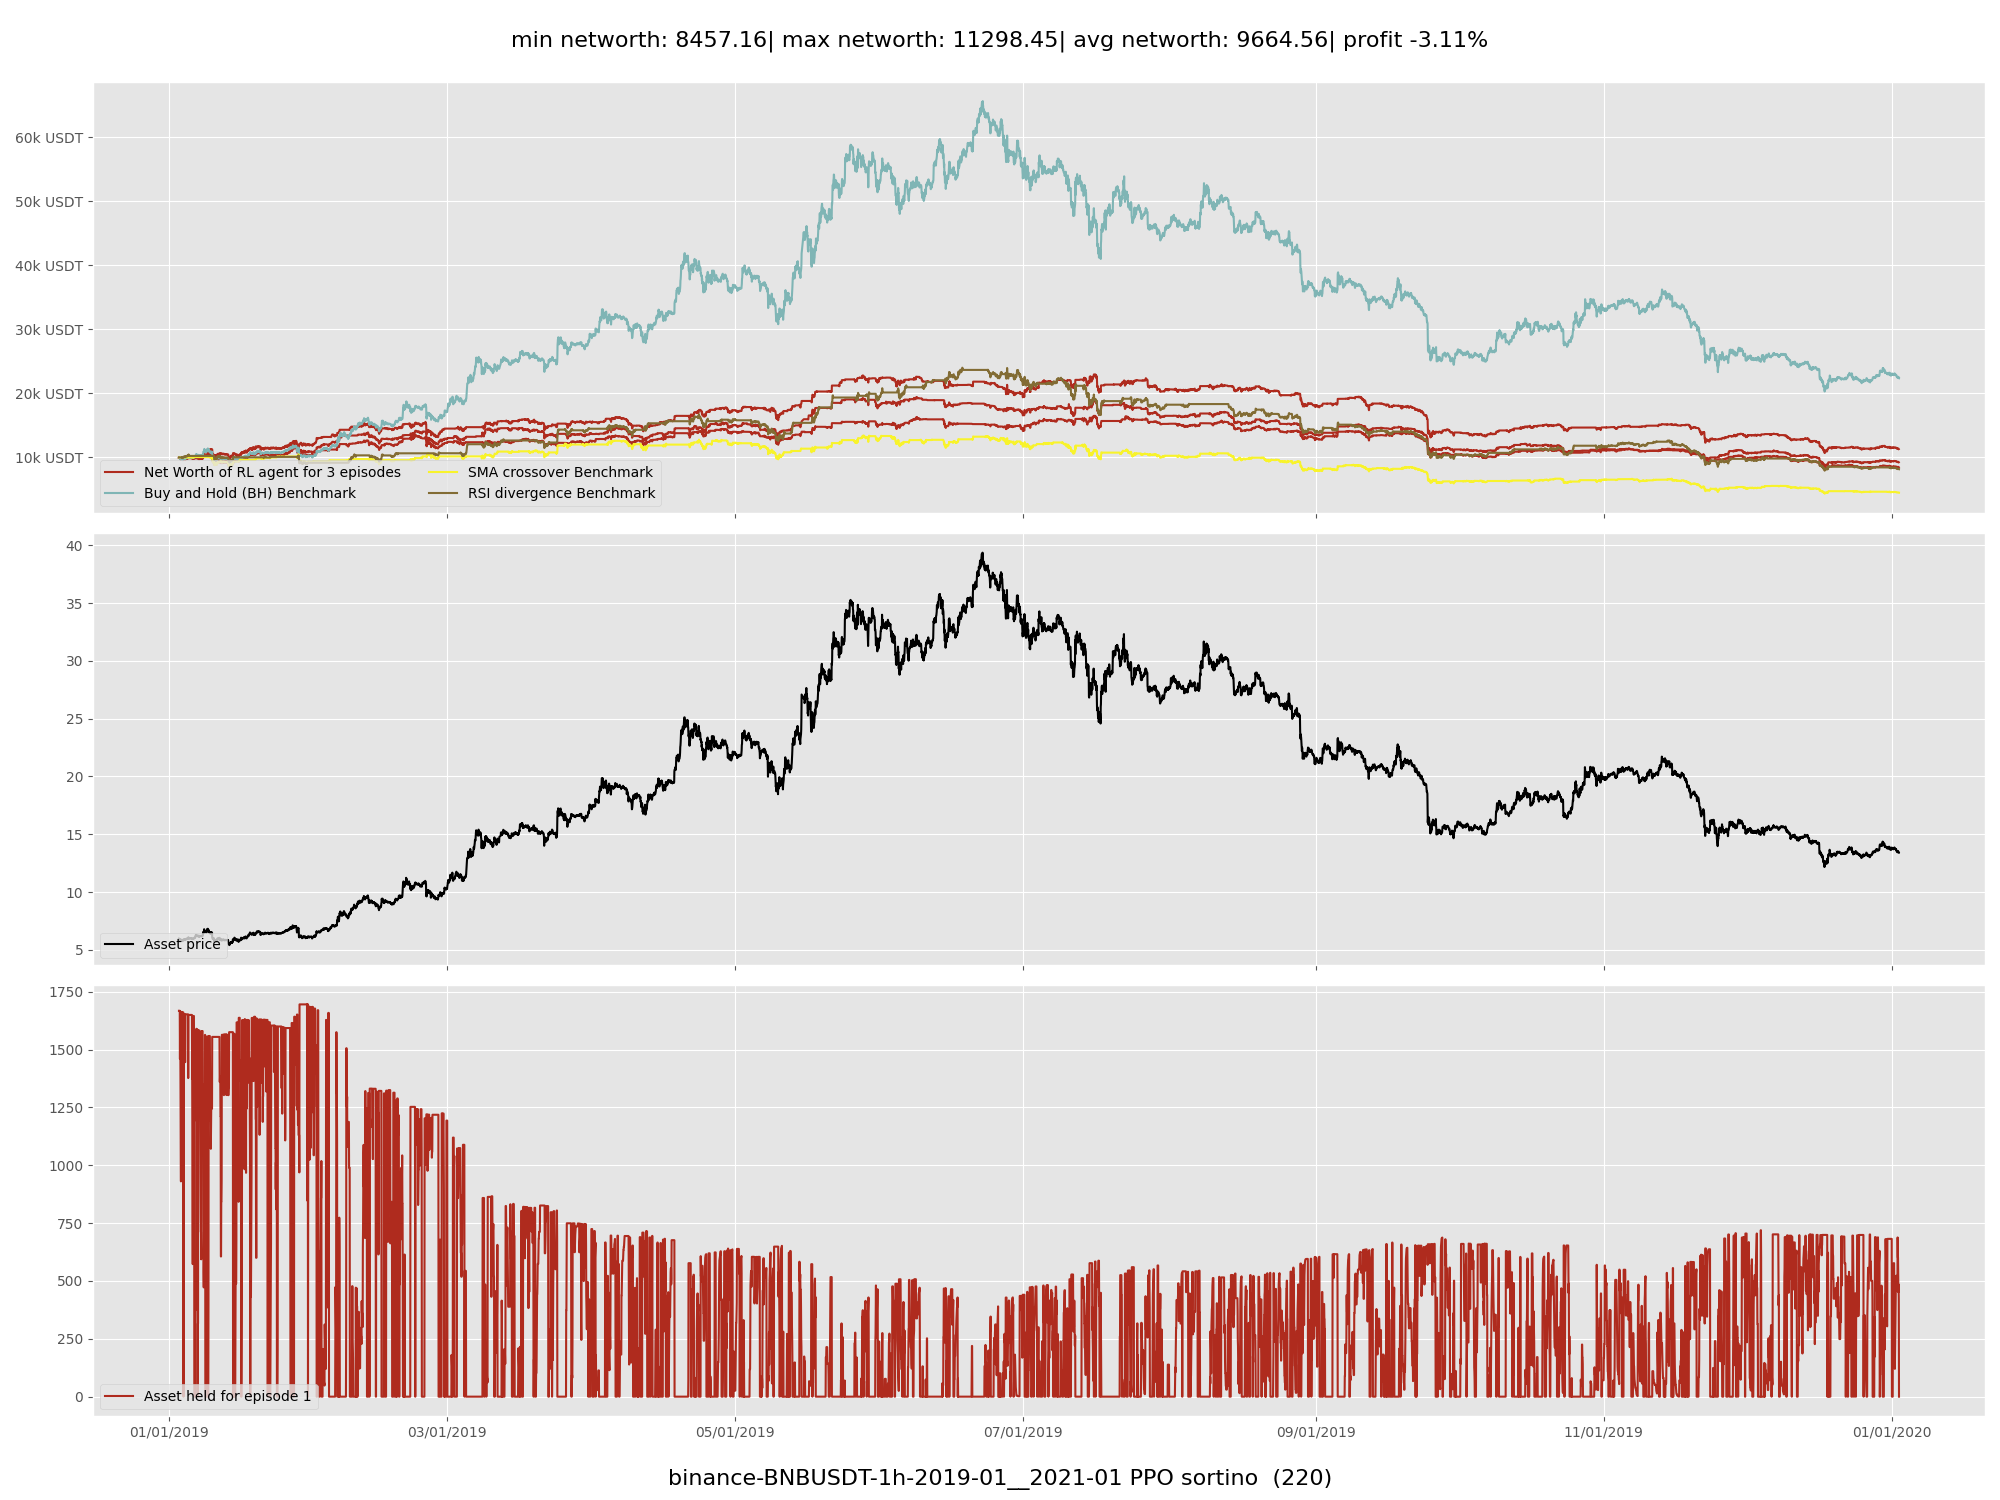 min networth: 8457.16| max networth: 11298.45| avg networth: 9664.56| profit -3.11%
60k USDT
50k USDT
40k USDT
30k USDT
20k USDT
10k USDT
Net Worth of RL agent for 3 episodes
Buy and Hold (BH) Benchmark
SMA crossover Benchmark
RSI divergence Benchmark
40
35
30
25
20
15
10
5
Asset price
1750
1500
1250
1000
750
500
250
0
Asset held for episode 1
01/01/2019 03/01/2019 05/01/2019 07/01/2019 09/01/2019 11/01/2019 01/01/2020
binance-BNBUSDT-1h-2019-01__2021-01 PPO sortino (220)